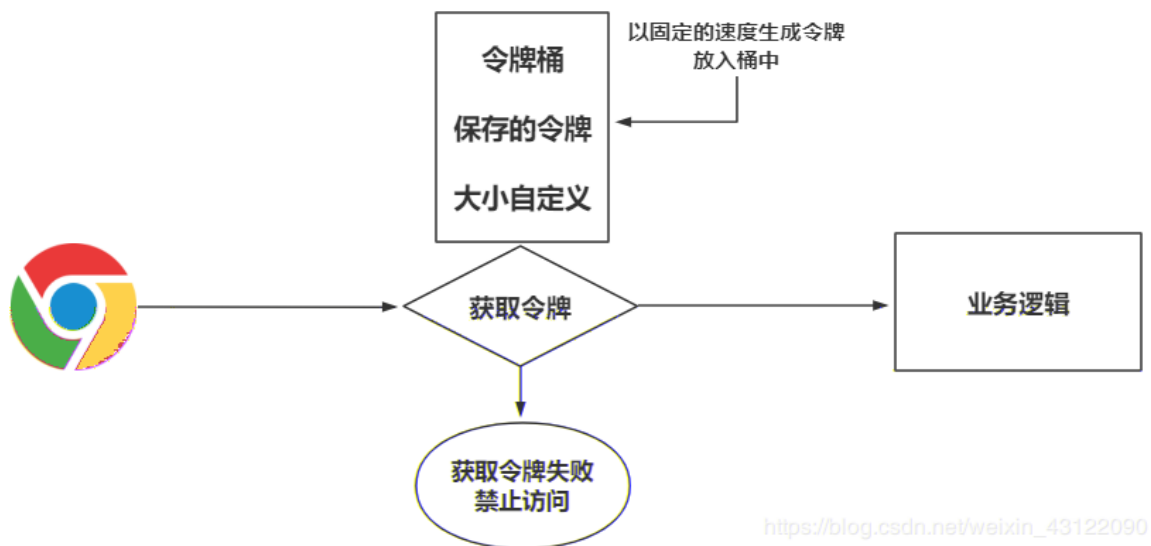 令牌桶
保存的令牌
大小自定义
以固定的速度生成令牌
放入桶中
获取令牌
业务逻辑
获取令牌失败
禁止访问
https://blog.csdn.net/weixin_43122090